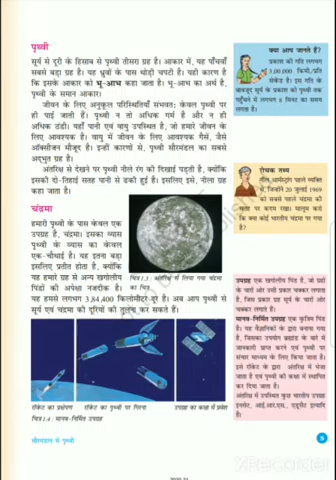 पृथ्वी
सूर्य से दूरी के हिसाब से पृथ्वी तीसरा ग्रह है। आकार में, यह पाँचवाँ
सबसे बड़ा ग्रह है। यह ध्रुवों के पास थोड़ी चपटी है। यही कारण
है कि इसके आकार को भू-आभ कहा जाता है। भू-आभ का अर्थ है,
पृथ्वी के समान आकार।
जीवन के लिए अनुकूल परिस्थितियाँ संभवतः केवल पृथ्वी पर
ही पाई जाती हैं। पृथ्वी न तो अधिक गर्म है और न ही
अधिक ठंडी। यहाँ पानी एवं वायु उपस्थित है, जो हमारे जीवन के
लिए आवश्यक है। वायु में जीवन के लिए आवश्यक गैसें, जैसे
ऑक्सीजन मौजूद है। इन्हीं कारणों से, पृथ्वी सौरमंडल का सबसे
अद्भुत ग्रह है।
अंतरिक्ष से देखने पर पृथ्वी नीले रंग की दिखाई पड़ती है, क्योंकि
इसकी दो-तिहाई सतह पानी से ढकी हुई है। इसलिए इसे, नीला ग्रह
कहा जाता है।
चंद्रमा
हमारी पृथ्वी के पास केवल एक
उपग्रह है, चंद्रमा। इसका व्यास
पृथ्वी के व्यास का केवल
एक-चौथाई है। यह इतना बड़ा
इसलिए प्रतीत होता है, क्योंकि
यह हमारे ग्रह से अन्य खगोलीय
पिंडों की अपेक्षा नजदीक है।
यह हमसे लगभग 3,84,400 किलोमीटर दूर है। अब आप पृथ्वी से
सूर्य एवं चंद्रमा की दूरियों की तुलना कर सकते हैं।
चित्र 1.3 : अंतरिक्ष से लिया गया चंद्रमा
का चित्र
रॉकेट का प्रक्षेपण
रॉकेट का पृथ्वी पर गिरना
उपग्रह का कक्षा में प्रवेश
चित्र 1.4 : मानव-निर्मित उपग्रह
क्या आप जानते हैं?
प्रकाश की गति लगभग
3,00,000 किमी./प्रति
सेकेंड है। इस गति के
बावजूद सूर्य के प्रकाश को पृथ्वी तक
पहुँचने में लगभग 8 मिनट का समय
लगता है।
रोचक तथ्य
नील आर्मस्ट्रांग पहले व्यक्ति
थे, जिन्होंने 20 जुलाई 1969
को सबसे पहले चंद्रमा की
सतह पर कदम रखा। मालूम करो
कि क्या कोई भारतीय चंद्रमा पर गया है?
उपग्रह एक खगोलीय पिंड है, जो ग्रहों
के चारों ओर उसी प्रकार चक्कर लगाता
है, जिस प्रकार ग्रह सूर्य के चारों ओर
चक्कर लगाते हैं।
मानव-निर्मित उपग्रह एक कृत्रिम पिंड
है। यह वैज्ञानिकों के द्वारा बनाया गया
है, जिसका उपयोग ब्रह्मांड के बारे में
जानकारी प्राप्त करने एवं पृथ्वी पर
संचार माध्यम के लिए किया जाता है।
इसे रॉकेट के द्वारा अंतरिक्ष में भेजा
जाता है एवं पृथ्वी की कक्षा में स्थापित
कर दिया जाता है।
अंतरिक्ष में उपस्थित कुछ भारतीय उपग्रह
इनसेट, आई.आर.एस., एडूसैट इत्यादि
हैं।
सौरमंडल में पृथ्वी
XRecorder